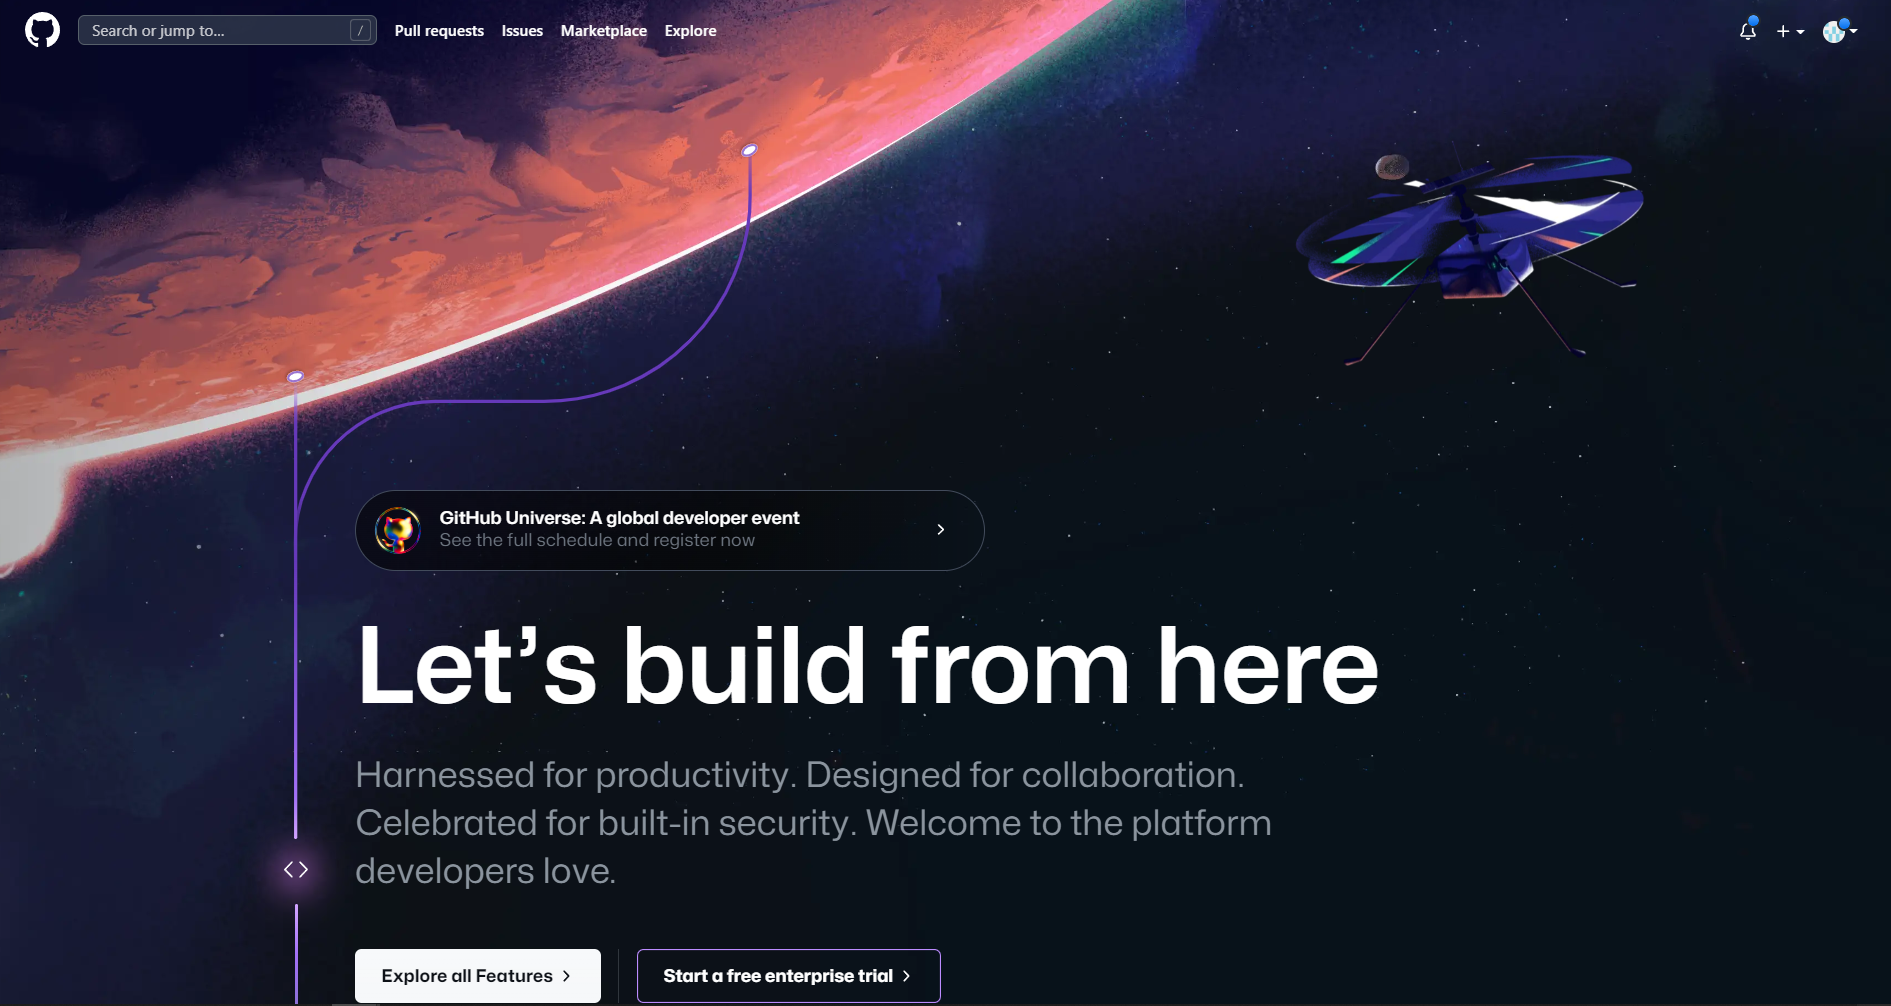 Search or jump to...
/
Pull requests
Issues
Marketplace
Explore
GitHub Universe: A global developer event
See the full schedule and register now
Let’s build from here
Harnessed for productivity. Designed for collaboration.
Celebrated for built-in security. Welcome to the platform
developers love.
Explore all Features
Start a free enterprise trial